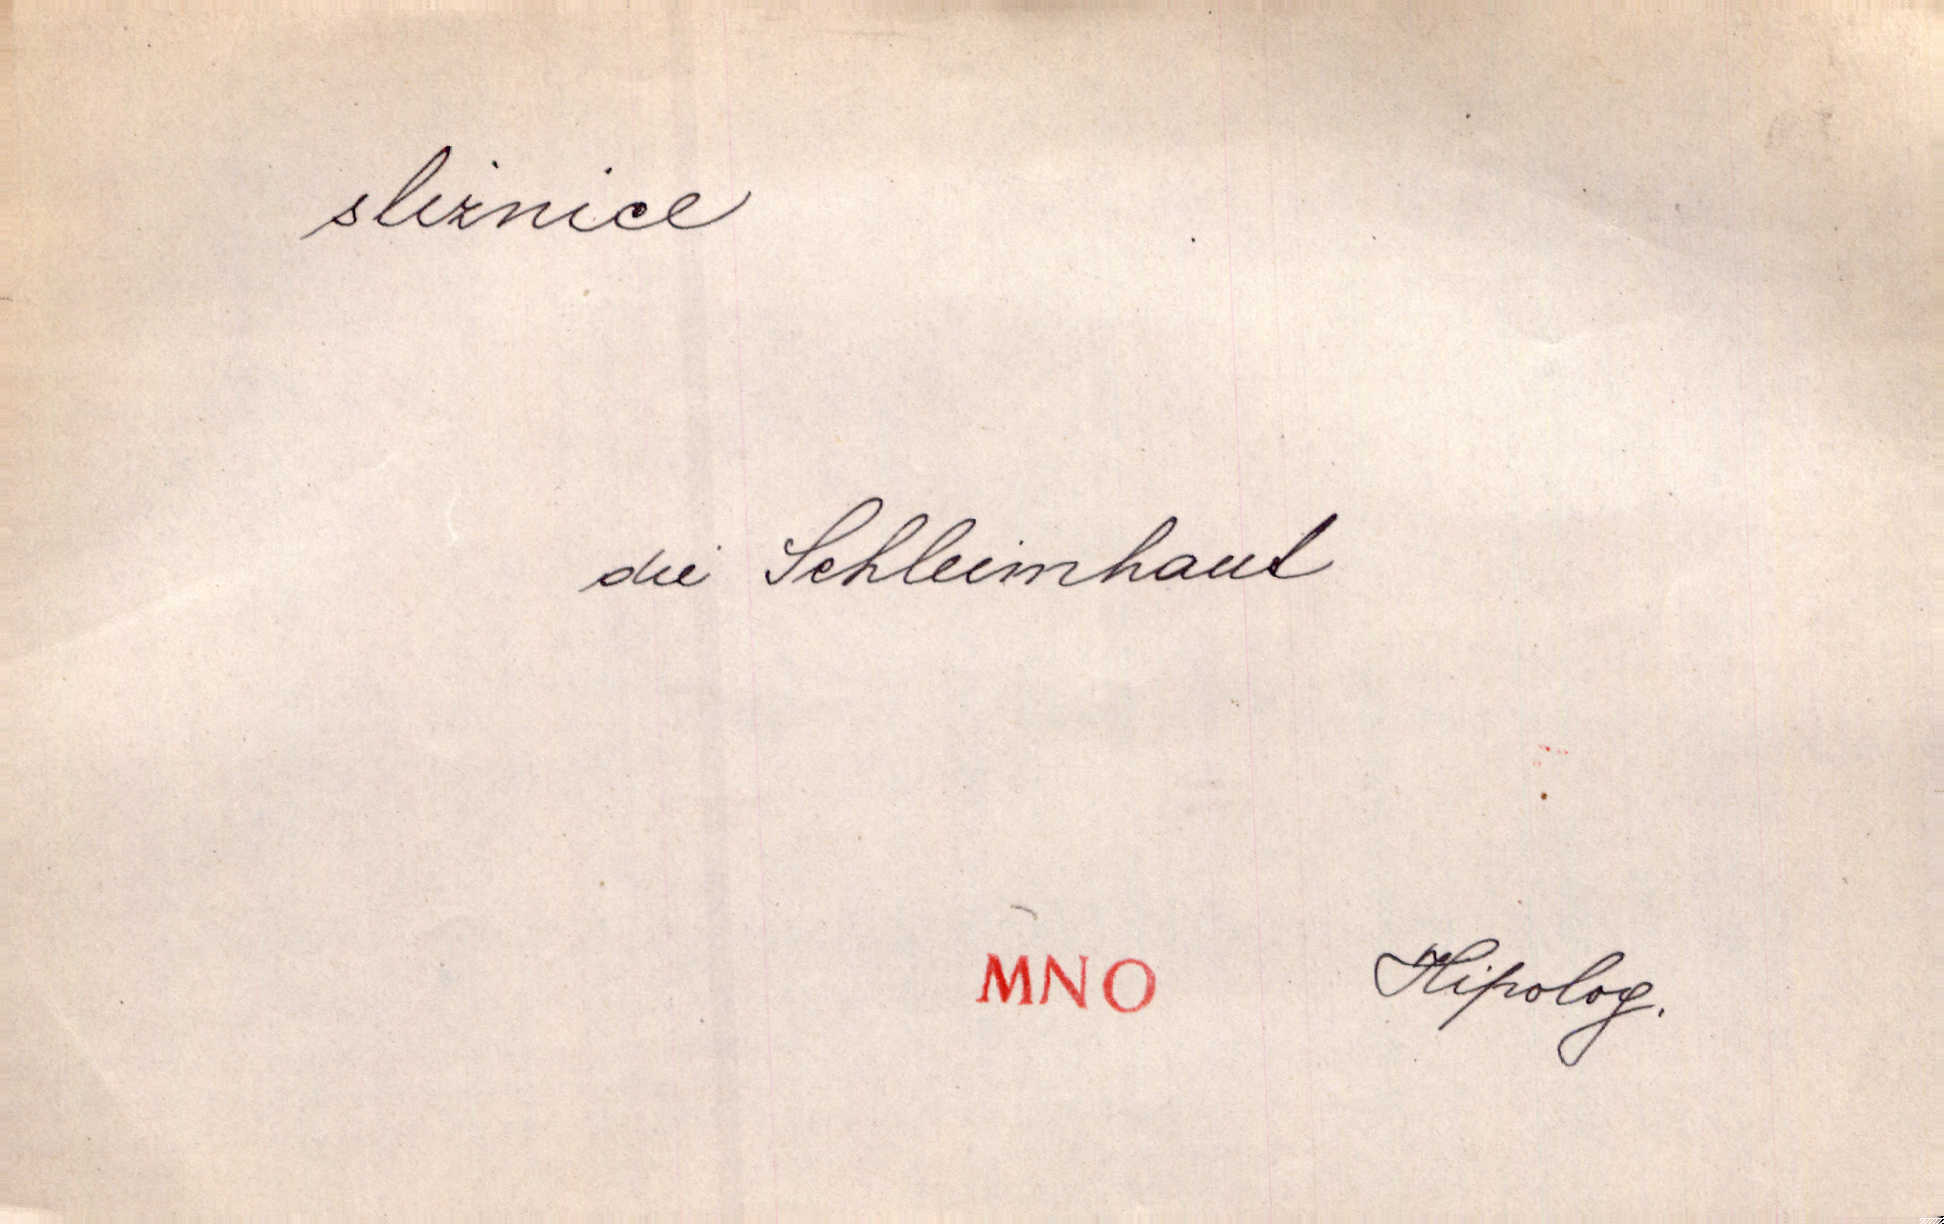 sliznice
die Schleimhaut
MNO Hipolog.